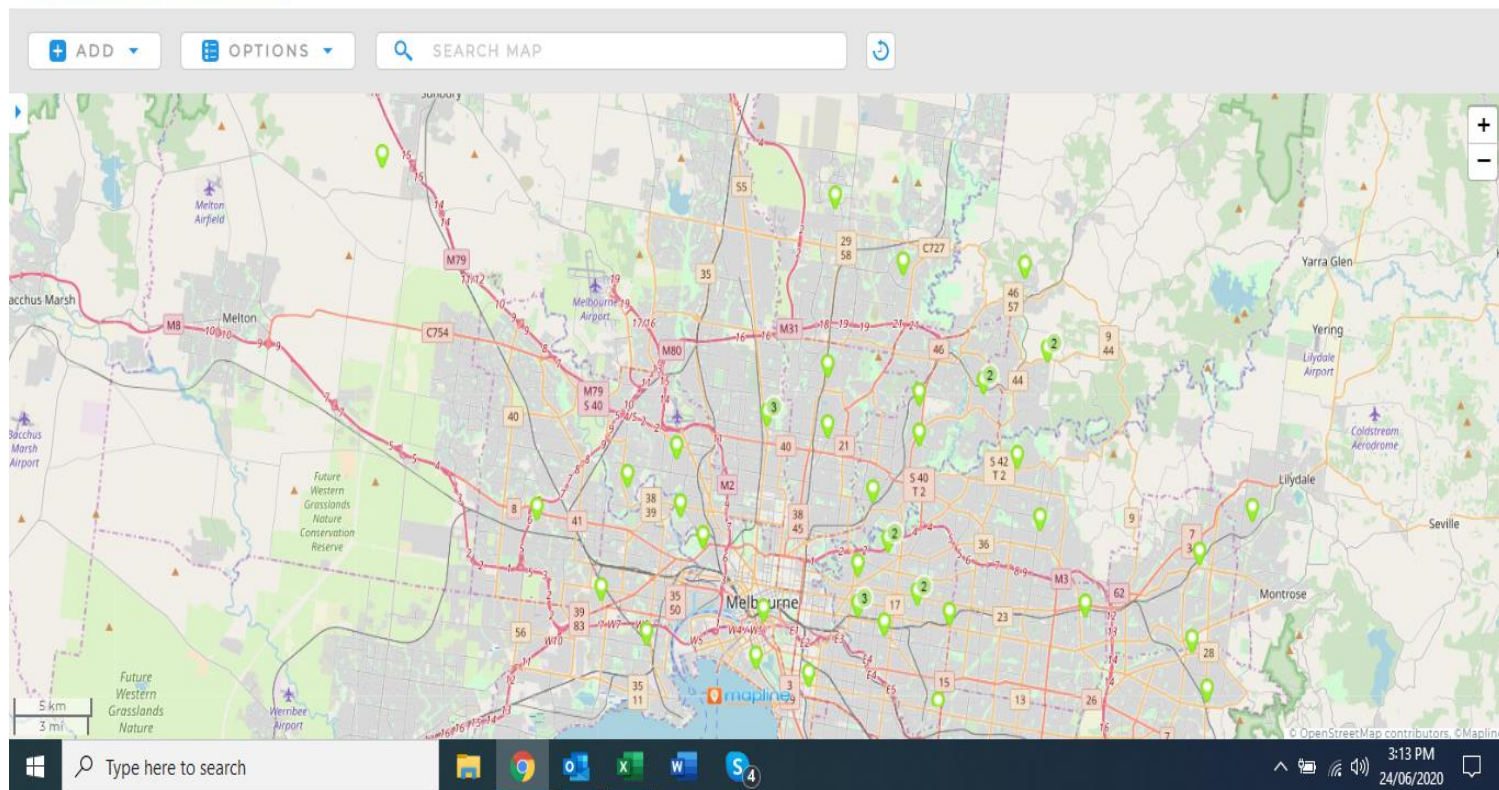 ADD
OPTIONS
SEARCH MAP
Sunbury
Melton
Airfield
Yarra Glen
acchus Marsh
Melton
Melbourne
Airport
Yering
Lilydale
Airport
Bacchus
Marsh
Airport
Coldstream
Aerodrome
Future
Western
Grasslands
Nature
Conservation
Reserve
Lilydale
Seville
Melbourne
Montrose
Future
Western
Grasslands
Nature
Werribee
Airport
mapline
5 km
3 mi
M79
M8
C754
M80
M31
C727
M79
S 40
M2
M3
S 42
T 2
S 40
T 2
55
35
29
58
46
57
9
44
46
44
40
40
21
8
41
38
39
38
45
36
9
7
3
62
39
83
35
50
17
23
56
28
35
11
15
13
26
© OpenStreetMap contributors, ©Mapline
Type here to search
4
3:13 PM
24/06/2020